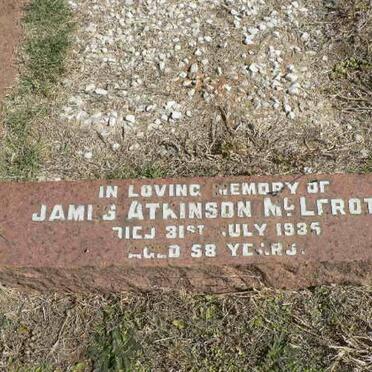 IN LOVING MEMORY OF
JAMES ATKINSON
DIED 31ST JULY 1935
AGED 58 YEARS.